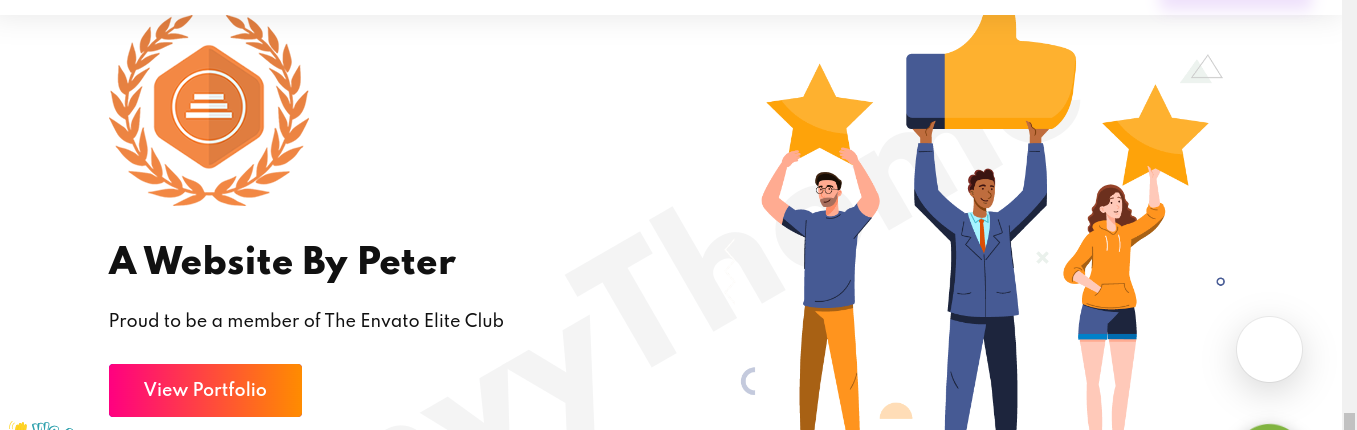 A Website By Peter
Proud to be a member of The Envato Elite Club
View Portfolio